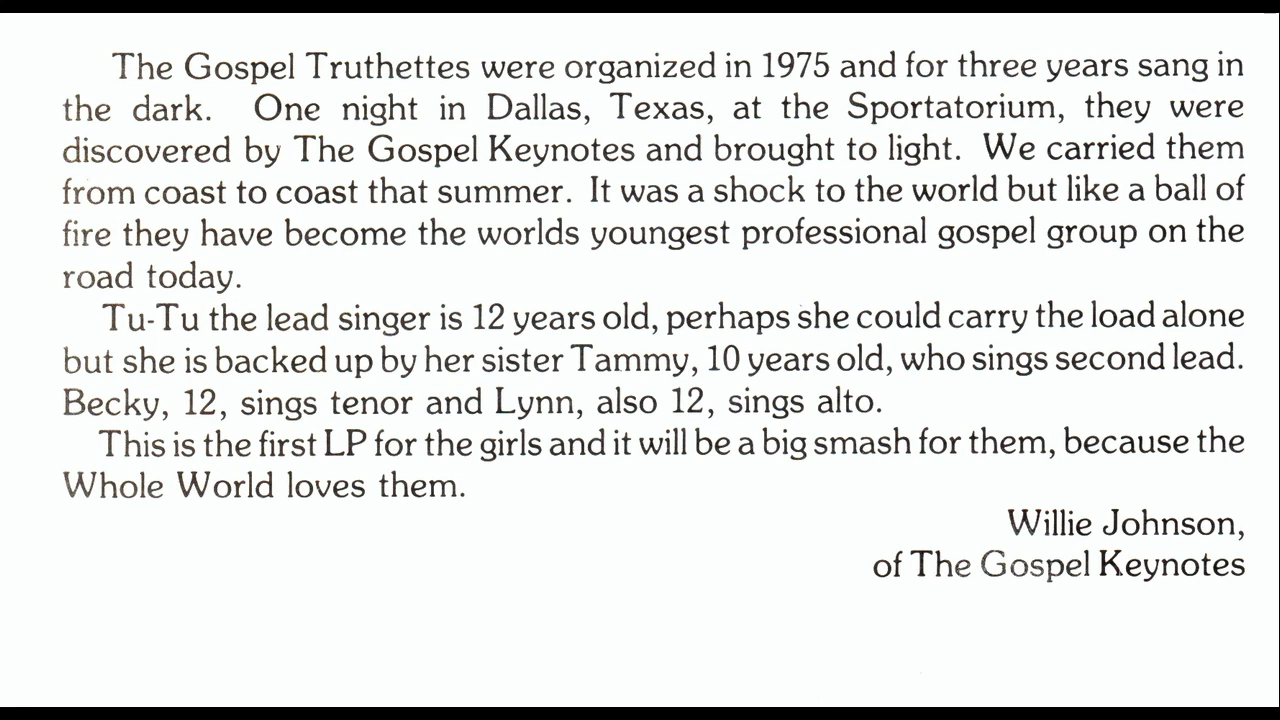 The Gospel Truthettes were organized in 1975 and for three years sang in
the dark. One night in Dallas, Texas, at the Sportatorium, they were
discovered by The Gospel Keynotes and brought to light. We carried them
from coast to coast that summer. It was a shock to the world but like a ball of
fire they have become the worlds youngest professional gospel group on the
road today.
Tu-Tu the lead singer is 12 years old, perhaps she could carry the load alone
but she is backed up by her sister Tammy, 10 years old, who sings second lead.
Becky, 12, sings tenor and Lynn, also 12, sings alto.
This is the first LP for the girls and it will be a big smash for them, because the
Whole World loves them.
Willie Johnson,
of The Gospel Keynotes